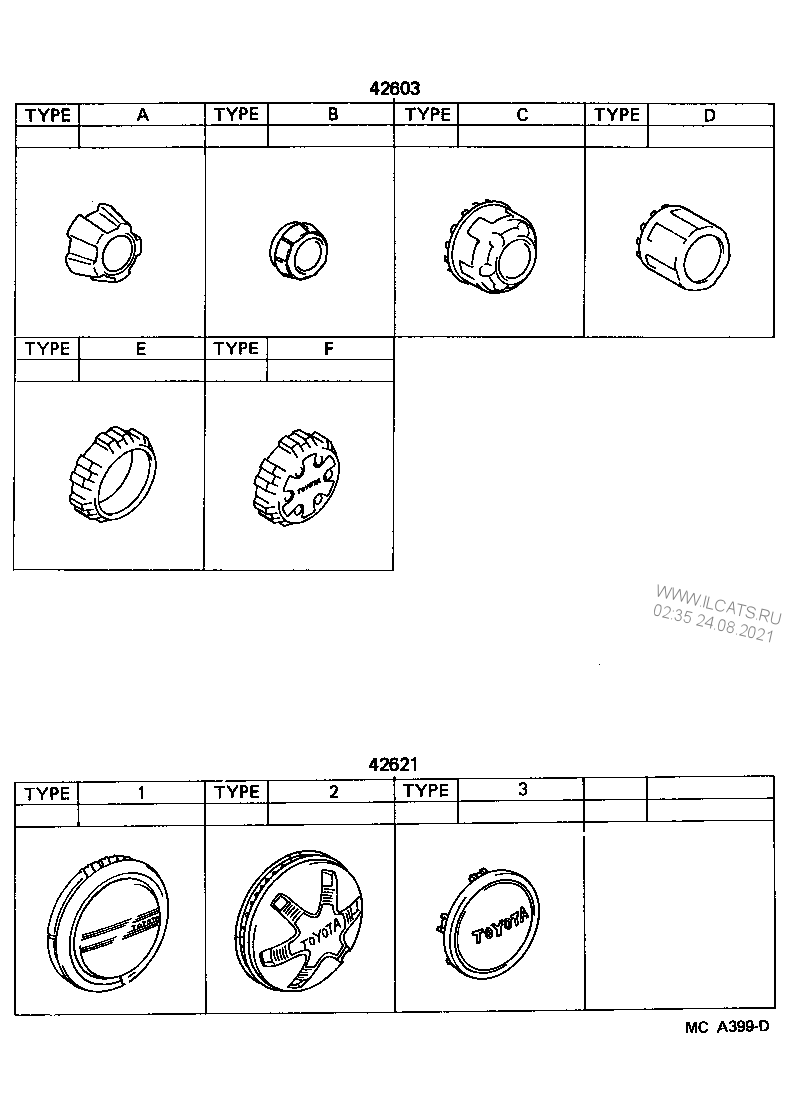 42603
TYPE A TYPE B TYPE C TYPE D
TYPE E TYPE F
TOYOTA
WWW.ILCATS.RU
02:35 24.08.2021
42621
TYPE 1 TYPE 2 TYPE 3
TOYOTA
TOYOTA
TOYOTA
MC A399-D